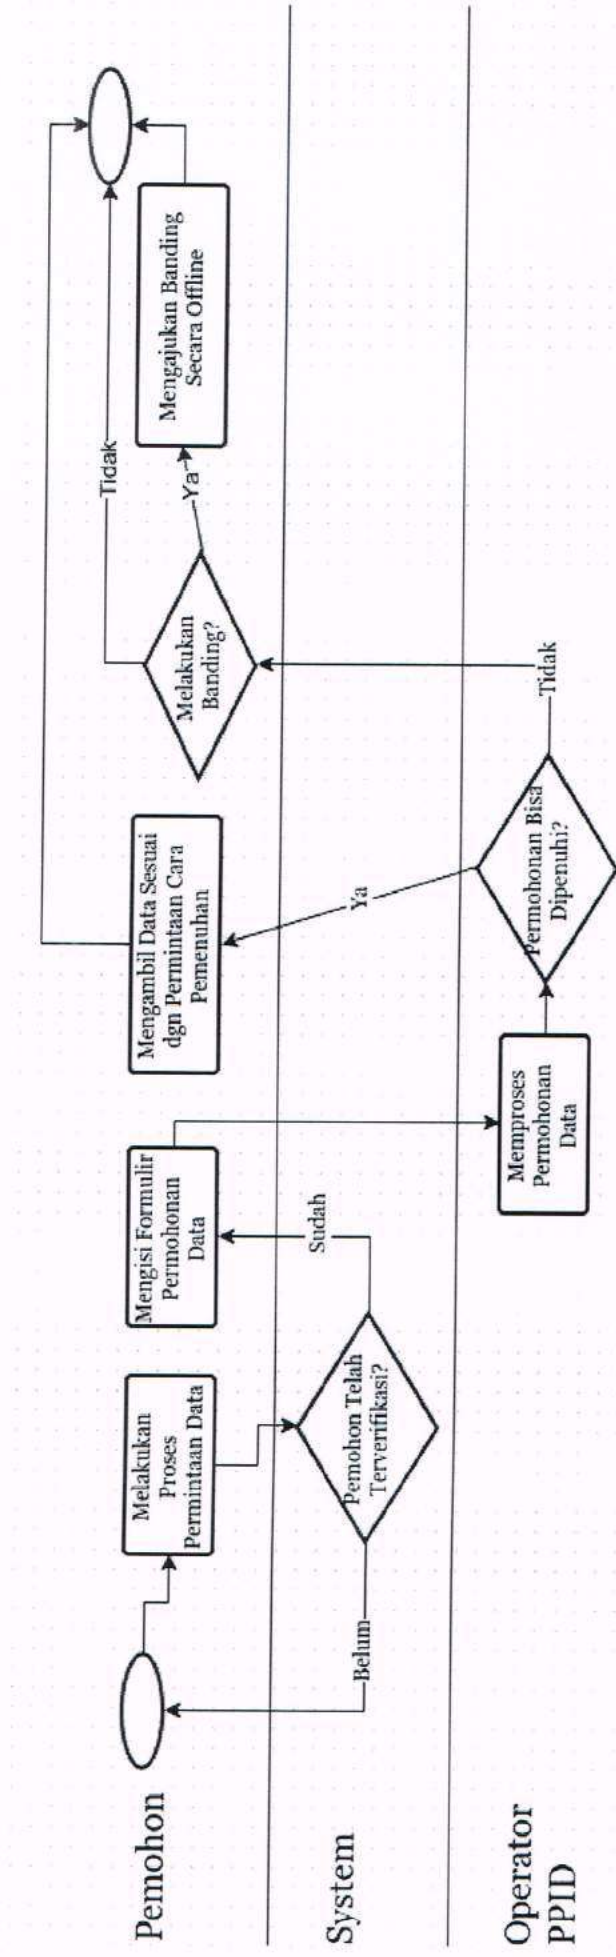 Pemohon
Melakukan
Proses
Permintaan Data
Mengisi Formulir
Permohonan
Data
Mengambil Data Sesuai
dgn Permintaan Cara
Pemenuhan
Melakukan
Banding?
Ya
Tidak
Mengajukan Banding
Secara Offline
System
Belum
Pemohon Telah
Terverifikasi?
Sudah
Ya
Operator
PPID
Memproses
Permohonan
Data
Permohonan Bisa
Dipenuhi?
Tidak